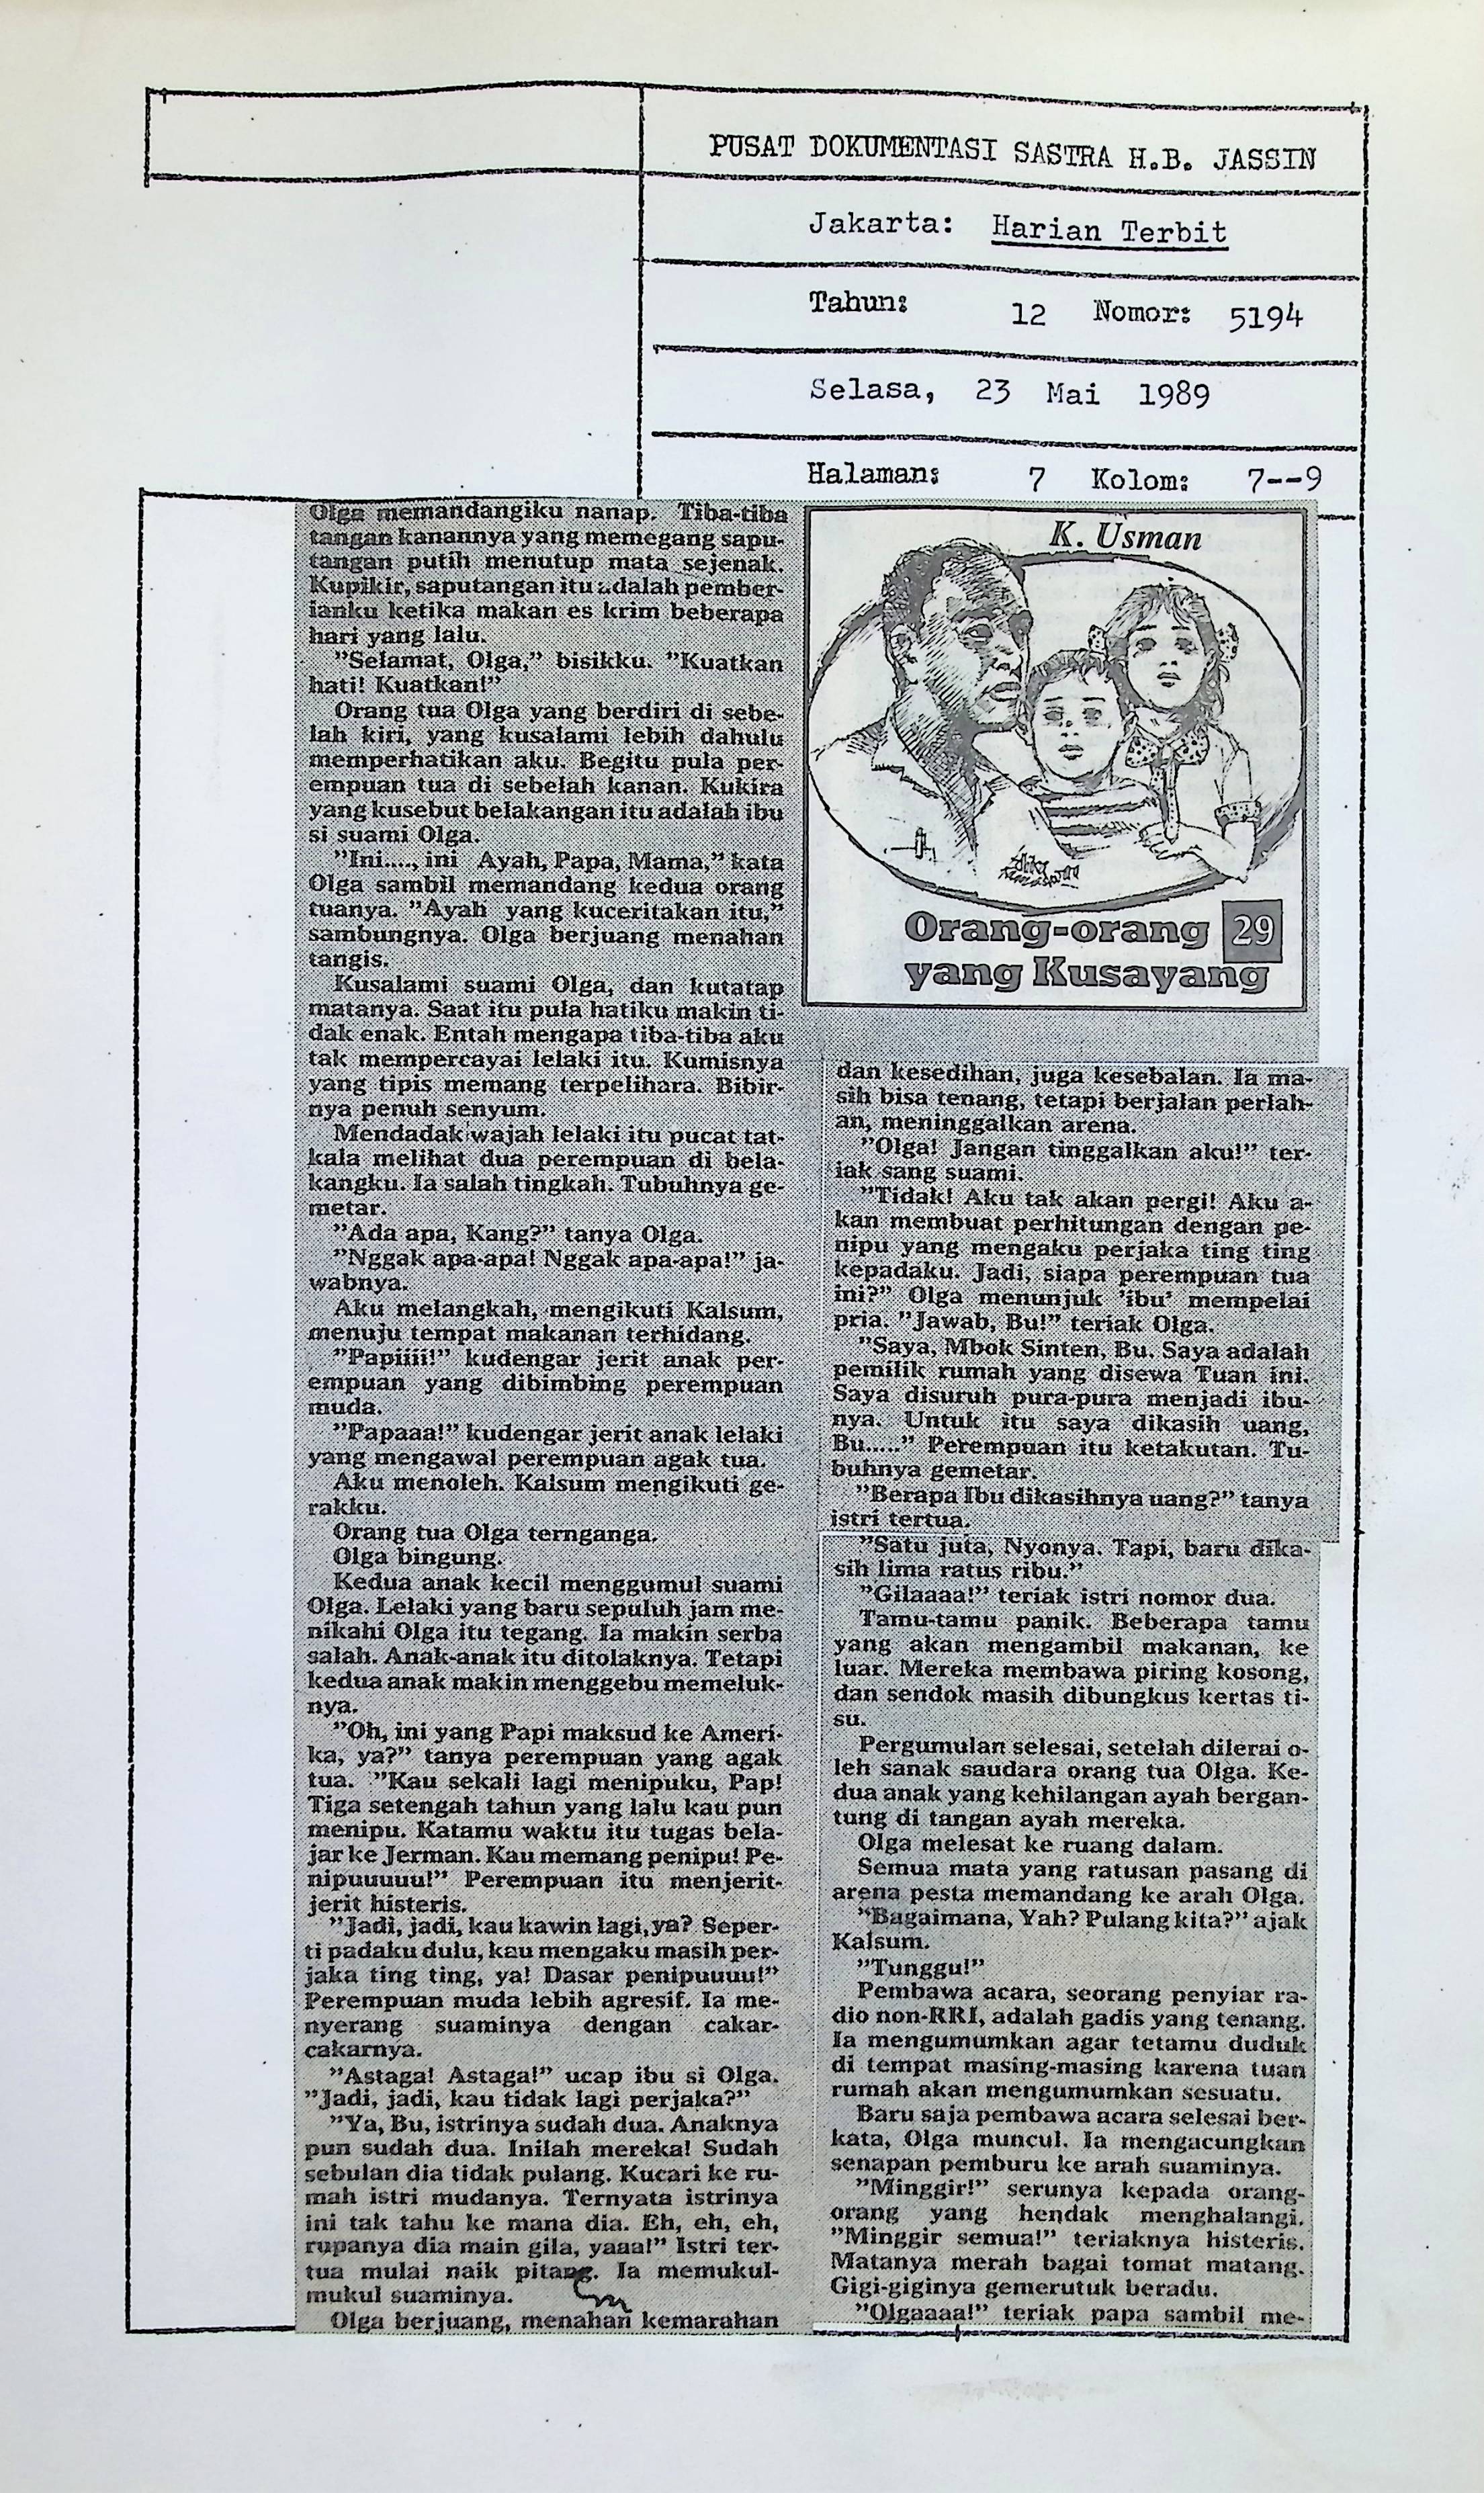 PUSAT DOKUMENTASI SASTRA H.B. JASSIN
Jakarta: Harian Terbit
Tahun: 12 Nomor: 5194
Selasa, 23 Mai 1989
Halaman: 7 Kolom: 7--9
Olga memandangiku nanap. Tiba-tiba
tangan kanannya yang memegang sapu-
tangan putih menutup mata sejenak.
Kupikir, saputangan itu adalah pember-
ianku ketika makan es krim beberapa
hari yang lalu.
"Selamat, Olga," bisikku. "Kuatkan
hati! Kuatkan!"
Orang tua Olga yang berdiri di sebe-
lah kiri, yang kusalami lebih dahulu
memperhatikan aku. Begitu pula per-
empuan tua di sebelah kanan. Kukira
yang kusebut belakangan itu adalah ibu
si suami Olga.
"Ini...., ini Ayah, Papa, Mama," kata
Olga sambil memandang kedua orang
tuanya. "Ayah yang kuceritakan itu,"
sambungnya. Olga berjuang menahan
tangis.
Kusalami suami Olga, dan kutatap
matanya. Saat itu pula hatiku makin ti-
dak enak. Entah mengapa tiba-tiba aku
tak mempercayai lelaki itu. Kumisnya
yang tipis memang terpelihara. Bibir-
nya penuh senyum.
Mendadak wajah lelaki itu pucat tat-
kala melihat dua perempuan di bela-
kangku. Ia salah tingkah. Tubuhnya ge-
metar.
"Ada apa, Kang?" tanya Olga.
"Nggak apa-apa! Nggak apa-apa!" ja-
wabnya.
Aku melangkah, mengikuti Kalsum,
menuju tempat makanan terhidang.
"Papiiii!" kudengar jerit anak per-
empuan yang dibimbing perempuan
muda.
"Papaaa!" kudengar jerit anak lelaki
yang mengawal perempuan agak tua.
Aku menoleh. Kalsum mengikuti ge-
rakku.
Orang tua Olga ternganga.
Olga bingung.
Kedua anak kecil menggumul suami
Olga. Lelaki yang baru sepuluh jam me-
nikahi Olga itu tegang. Ia makin serba
salah. Anak-anak itu ditolaknya. Tetapi
kedua anak makin menggebu memeluk-
nya.
"Oh, ini yang Papi maksud ke Ameri-
ka, ya?" tanya perempuan yang agak
tua. "Kau sekali lagi menipuku, Pap!
Tiga setengah tahun yang lalu kau pun
menipu. Katamu waktu itu tugas bela-
jar ke Jerman. Kau memang penipu! Pe-
nipuuuuu!" Perempuan itu menjerit-
jerit histeris.
"Jadi, jadi, kau kawin lagi, ya? Seper-
ti padaku dulu, kau mengaku masih per-
jaka ting ting, ya! Dasar penipuuuu!"
Perempuan muda lebih agresif. Ia me-
nyerang suaminya dengan cakar-
cakarnya.
"Astaga! Astaga!" ucap ibu si Olga.
"Jadi, jadi, kau tidak lagi perjaka?"
"Ya, Bu, istrinya sudah dua. Anaknya
pun sudah dua. Inilah mereka! Sudah
sebulan dia tidak pulang. Kucari ke ru-
mah istri mudanya. Ternyata istrinya
ini tak tahu ke mana dia. Eh, eh, eh,
rupanya dia main gila, yaaa!" Istri ter-
tua mulai naik pitang. Ia memukul-
mukul suaminya.
Olga berjuang, menahan kemarahan
K. Usman
Orang-orang 29
yang Kusayang
dan kesedihan, juga kesebalan. Ia ma-
sih bisa tenang, tetapi berjalan perlah-
an, meninggalkan arena.
"Olga! Jangan tinggalkan aku!" ter-
iak sang suami.
"Tidak! Aku tak akan pergi! Aku a-
kan membuat perhitungan dengan pe-
nipu yang mengaku perjaka ting ting
kepadaku. Jadi, siapa perempuan tua
ini?" Olga menunjuk 'ibu' mempelai
pria. "Jawab, Bu!" teriak Olga.
"Saya, Mbok Sinten, Bu. Saya adalah
pemilik rumah yang disewa Tuan ini.
Saya disuruh pura-pura menjadi ibu-
nya. Untuk itu saya dikasih uang,
Bu....." Perempuan itu ketakutan. Tu-
buhnya gemetar.
"Berapa Ibu dikasihnya uang?" tanya
istri tertua.
"Satu juta, Nyonya. Tapi, baru dika-
sih lima ratus ribu."
"Gilaaaa!" teriak istri nomor dua.
Tamu-tamu panik. Beberapa tamu
yang akan mengambil makanan, ke
luar. Mereka membawa piring kosong,
dan sendok masih dibungkus kertas ti-
su.
Pergumulan selesai, setelah dilerai o-
leh sanak saudara orang tua Olga. Ke-
dua anak yang kehilangan ayah bergan-
tung di tangan ayah mereka.
Olga melesat ke ruang dalam.
Semua mata yang ratusan pasang di
arena pesta memandang ke arah Olga.
"Bagaimana, Yah? Pulang kita?" ajak
Kalsum.
"Tunggu!"
Pembawa acara, seorang penyiar ra-
dio non-RRI, adalah gadis yang tenang.
Ia mengumumkan agar tetamu duduk
di tempat masing-masing karena tuan
rumah akan mengumumkan sesuatu.
Baru saja pembawa acara selesai ber-
kata, Olga muncul. Ia mengacungkan
senapan pemburu ke arah suaminya.
"Minggir!" serunya kepada orang-
orang yang hendak menghalangi.
"Minggir semua!" teriaknya histeris.
Matanya merah bagai tomat matang.
Gigi-giginya gemerutuk beradu.
"Olgaaaa!" teriak papa sambil me-